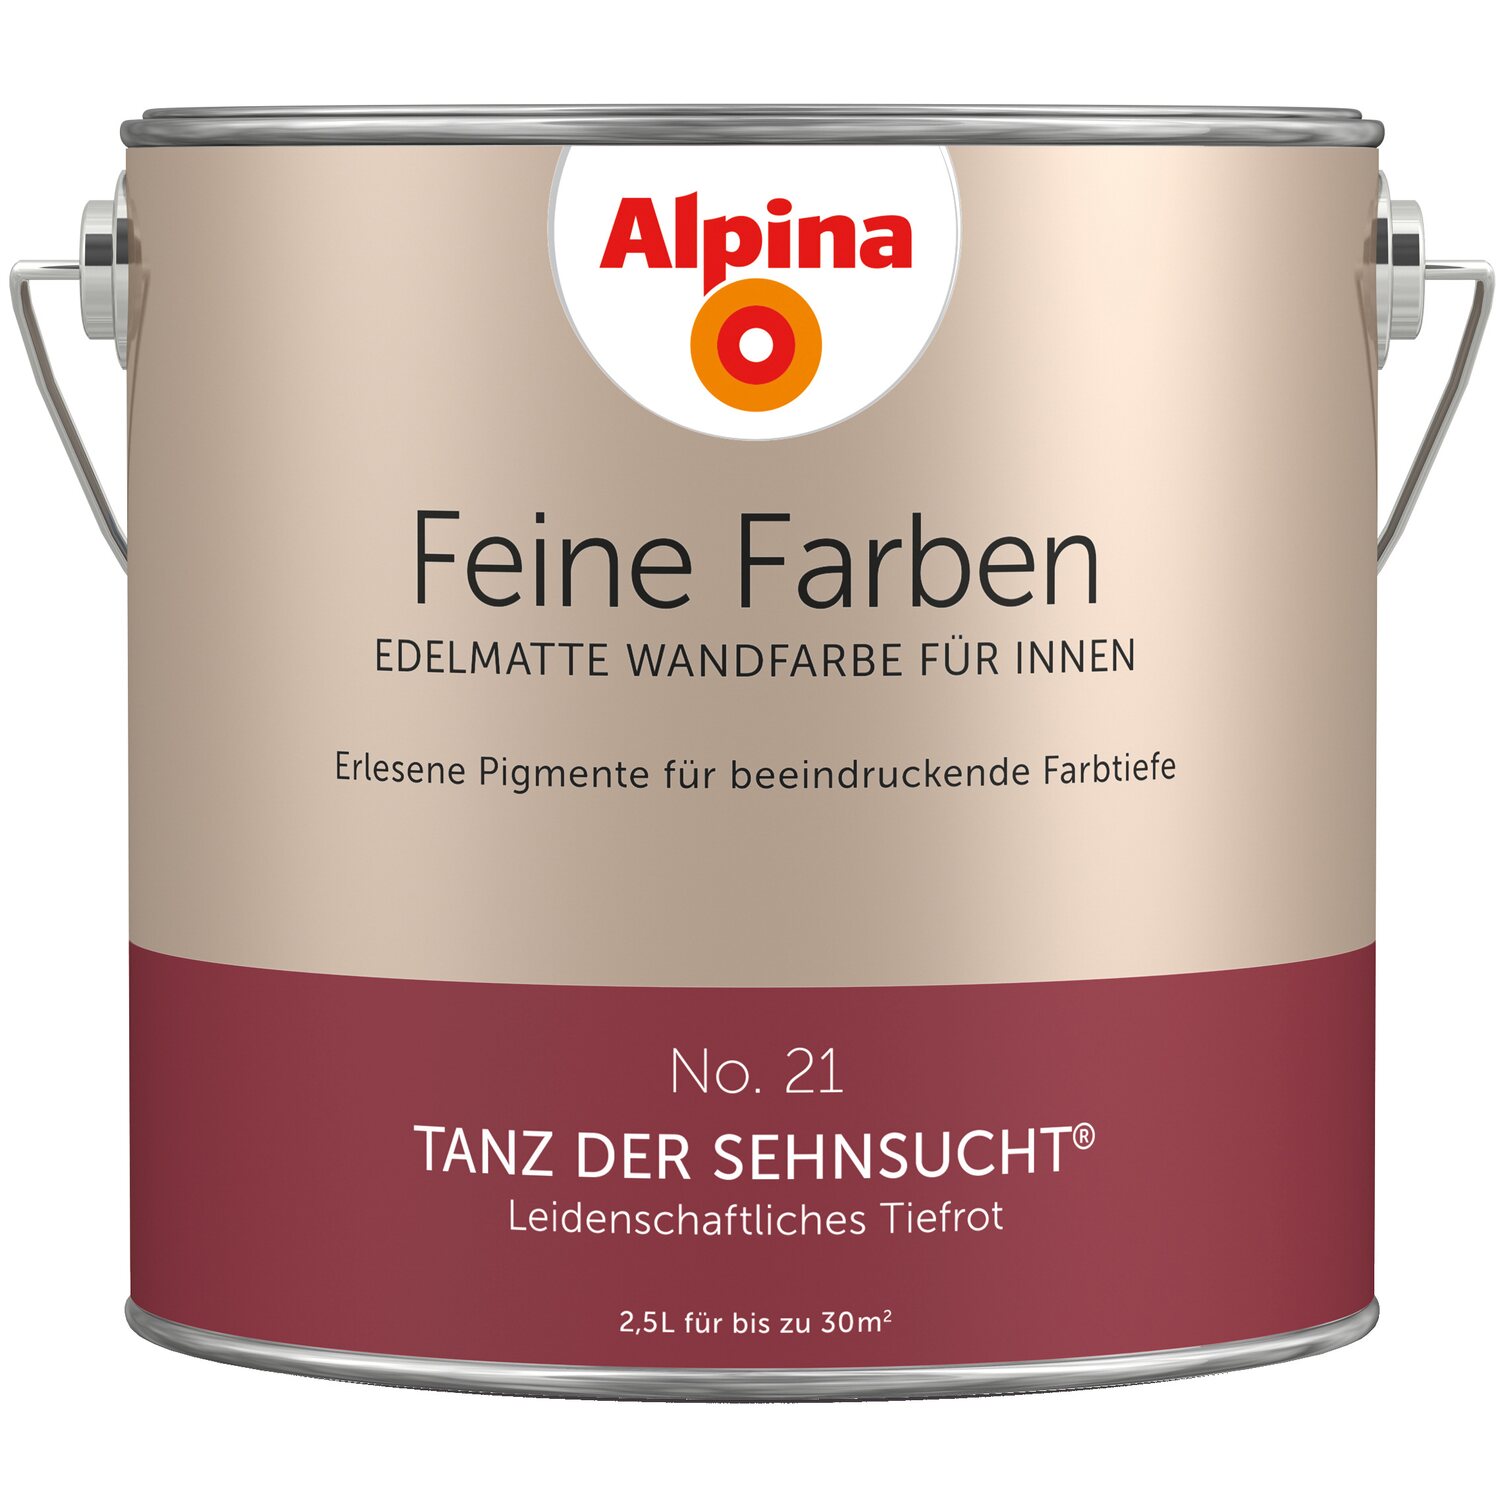 Alpina
Feine Farben
EDELMATTE WANDFARBE FÜR INNEN
Erlesene Pigmente für beeindruckende Farbtiefe
No. 21
TANZ DER SEHNSUCHT®
Leidenschaftliches Tiefrot
2,5L für bis zu 30m²